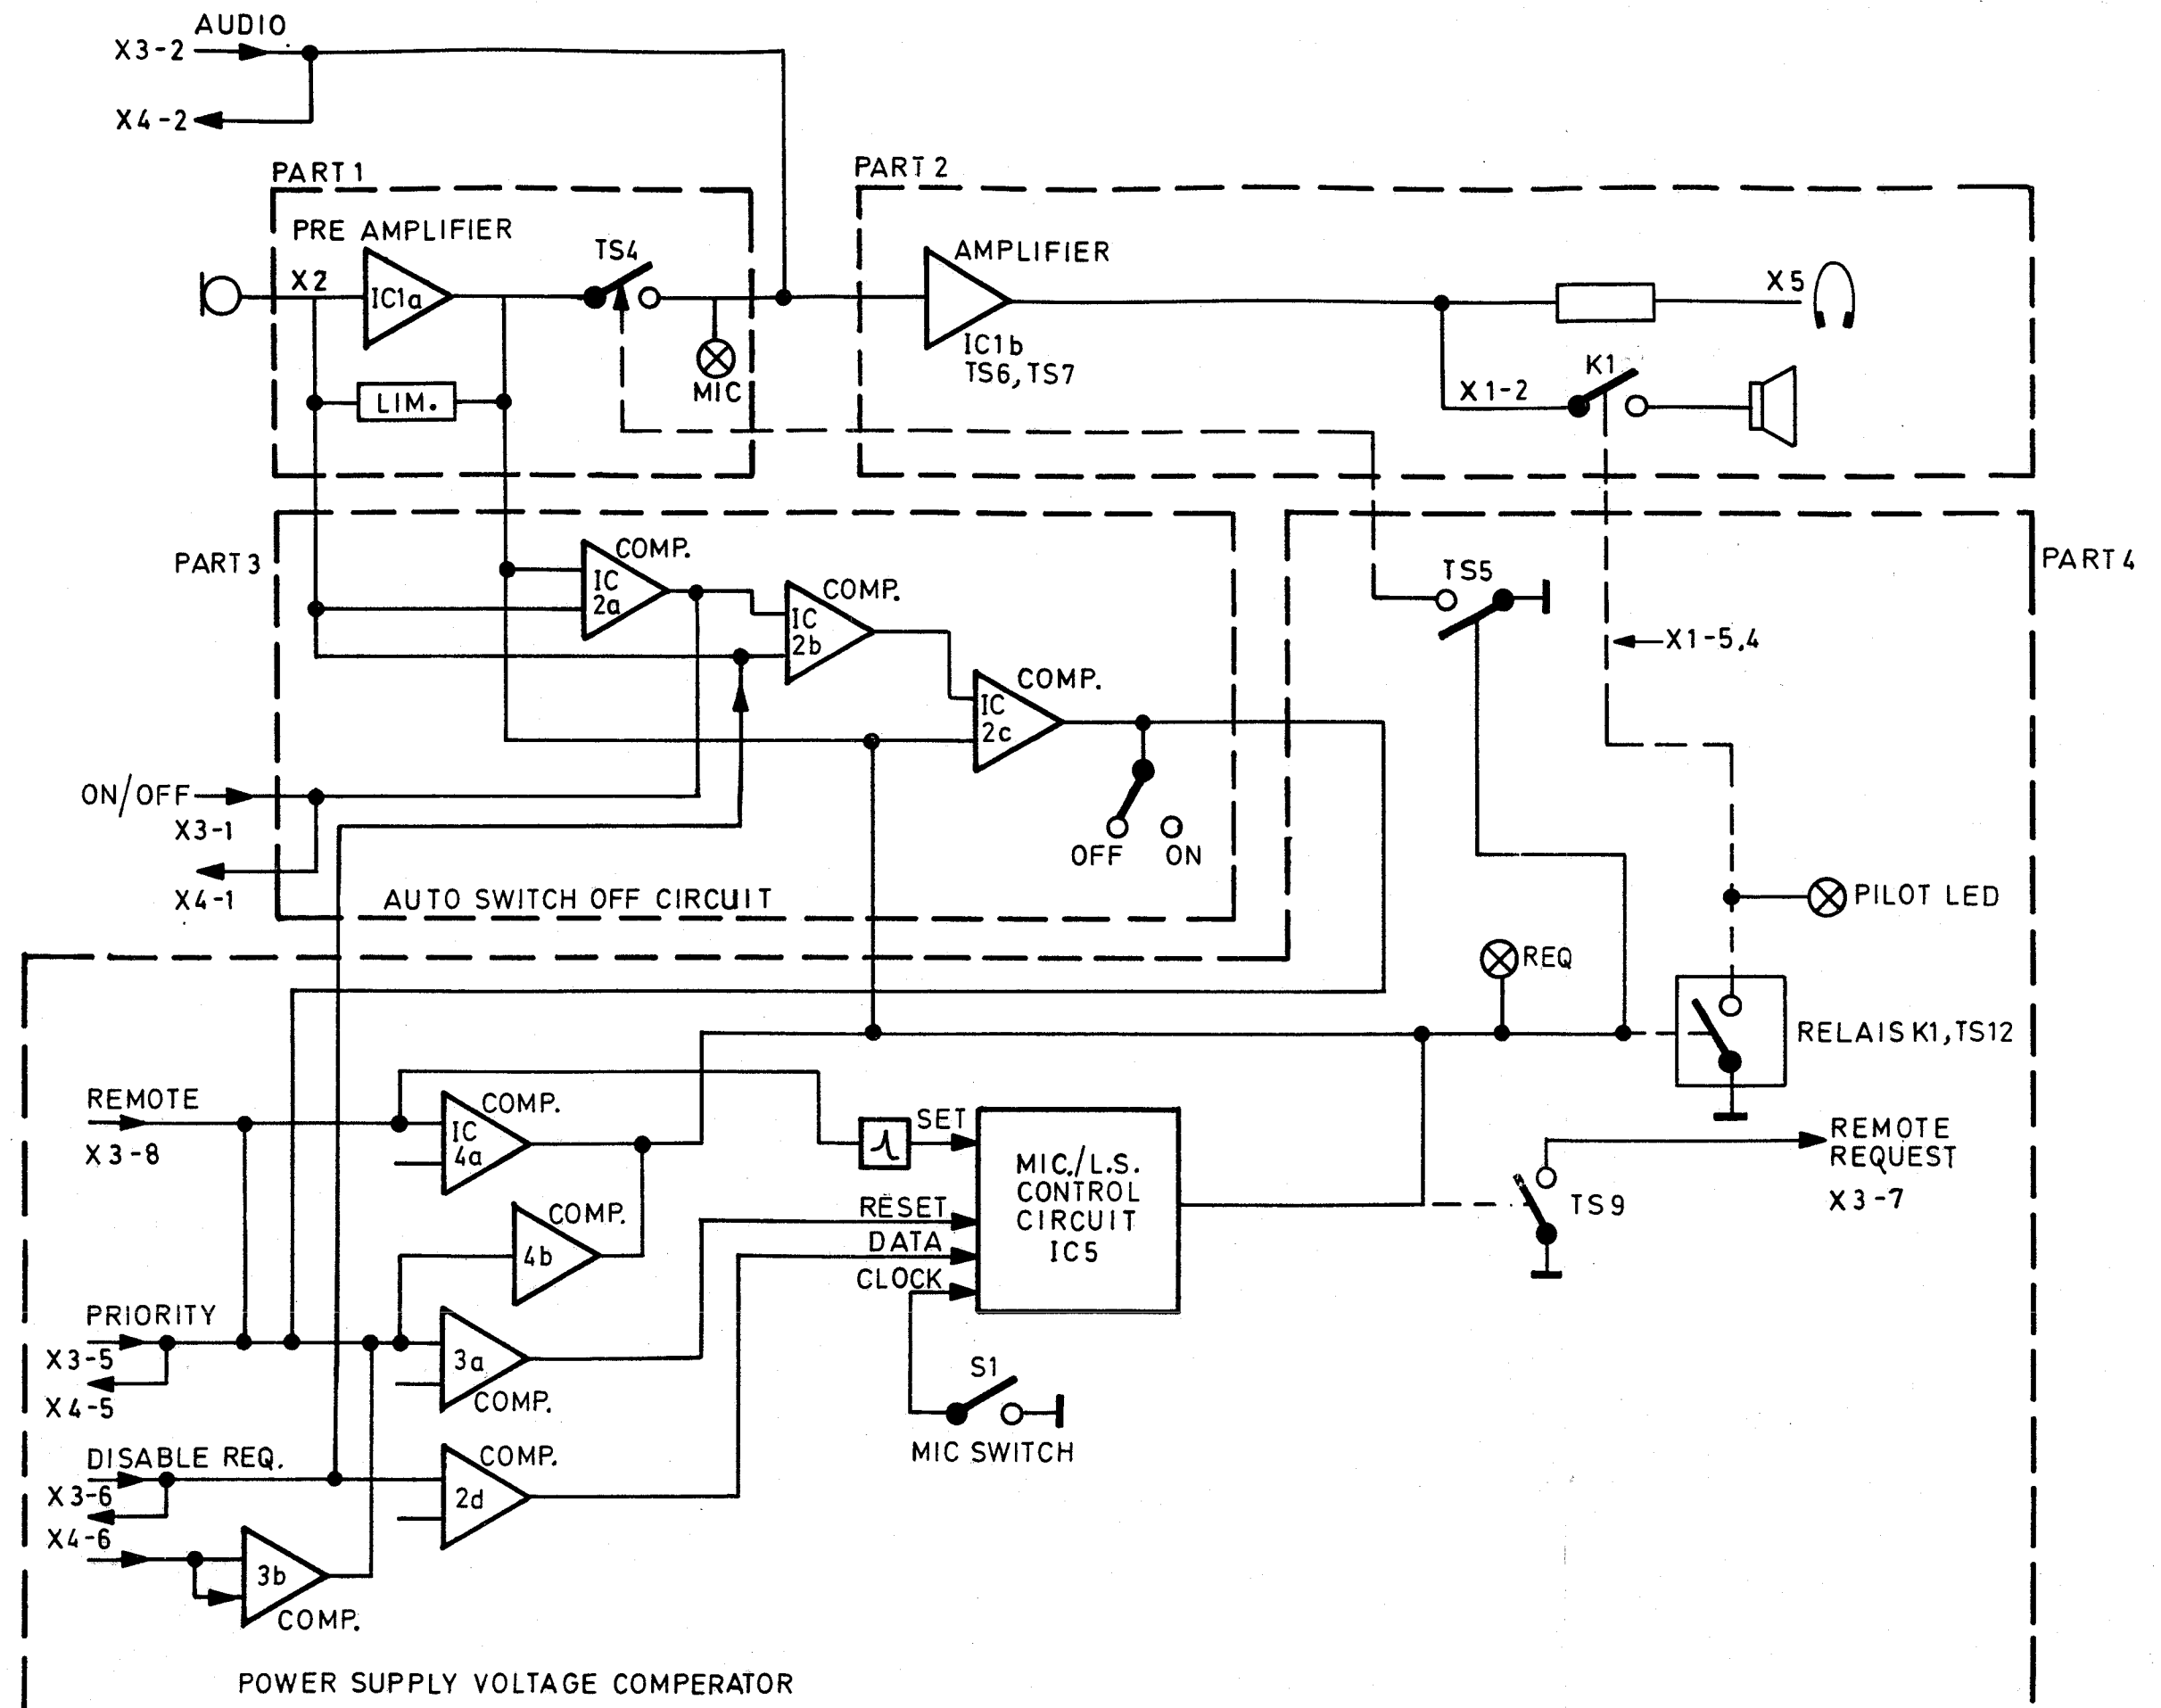 AUDIO
X3-2
X4-2
PART 1
PART 2
PRE AMPLIFIER
X2
IC1a
TS4
LIM.
MIC
AMPLIFIER
IC1b
TS6, TS7
X5
K1
X1-2
PART 3
COMP.
IC
2a
COMP.
IC
2b
COMP.
IC
2c
TS5
PART 4
X1-5,4
ON/OFF
X3-1
X4-1
OFF ON
AUTO SWITCH OFF CIRCUIT
PILOT LED
REQ
RELAIS K1, TS12
REMOTE
X3-8
COMP.
IC
4a
SET
MIC./L.S.
CONTROL
CIRCUIT
IC5
REMOTE
REQUEST
X3-7
TS9
COMP.
4b
RESET
DATA
CLOCK
PRIORITY
X3-5
X4-5
3a
COMP.
S1
MIC SWITCH
DISABLE REQ.
X3-6
X4-6
COMP.
2d
3b
COMP.
POWER SUPPLY VOLTAGE COMPERATOR